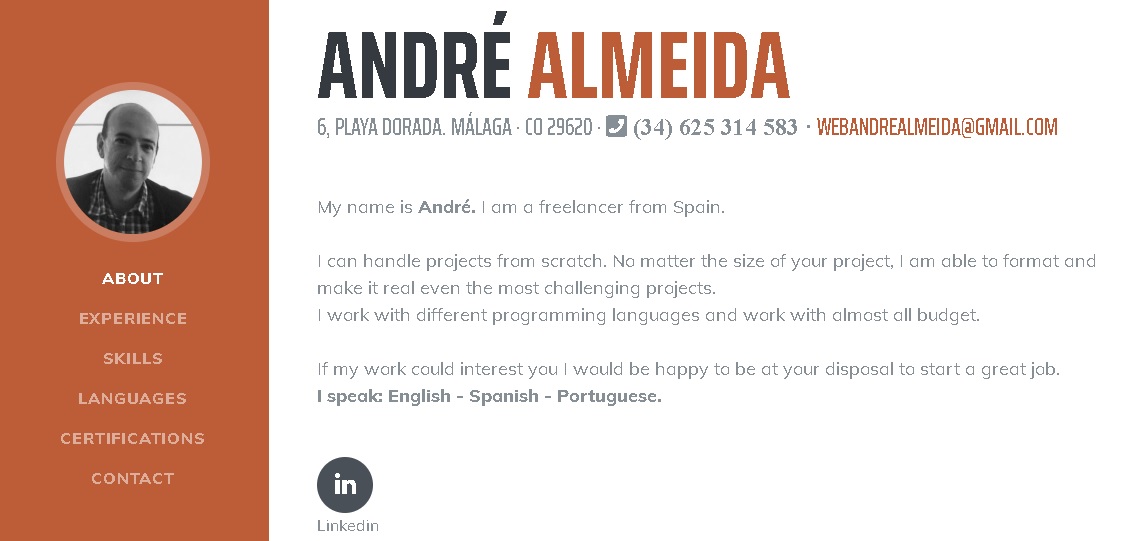 ABOUT
EXPERIENCE
SKILLS
LANGUAGES
CERTIFICATIONS
CONTACT
ANDRÉ ALMEIDA
6, PLAYA DORADA. MÁLAGA · CO 29620 · (34) 625 314 583 · WEBANDREALMEIDA@GMAIL.COM
My name is André. I am a freelancer from Spain.
I can handle projects from scratch. No matter the size of your project, I am able to format and
make it real even the most challenging projects.
I work with different programming languages and work with almost all budget.
If my work could interest you I would be happy to be at your disposal to start a great job.
I speak: English - Spanish - Portuguese.
in
Linkedin